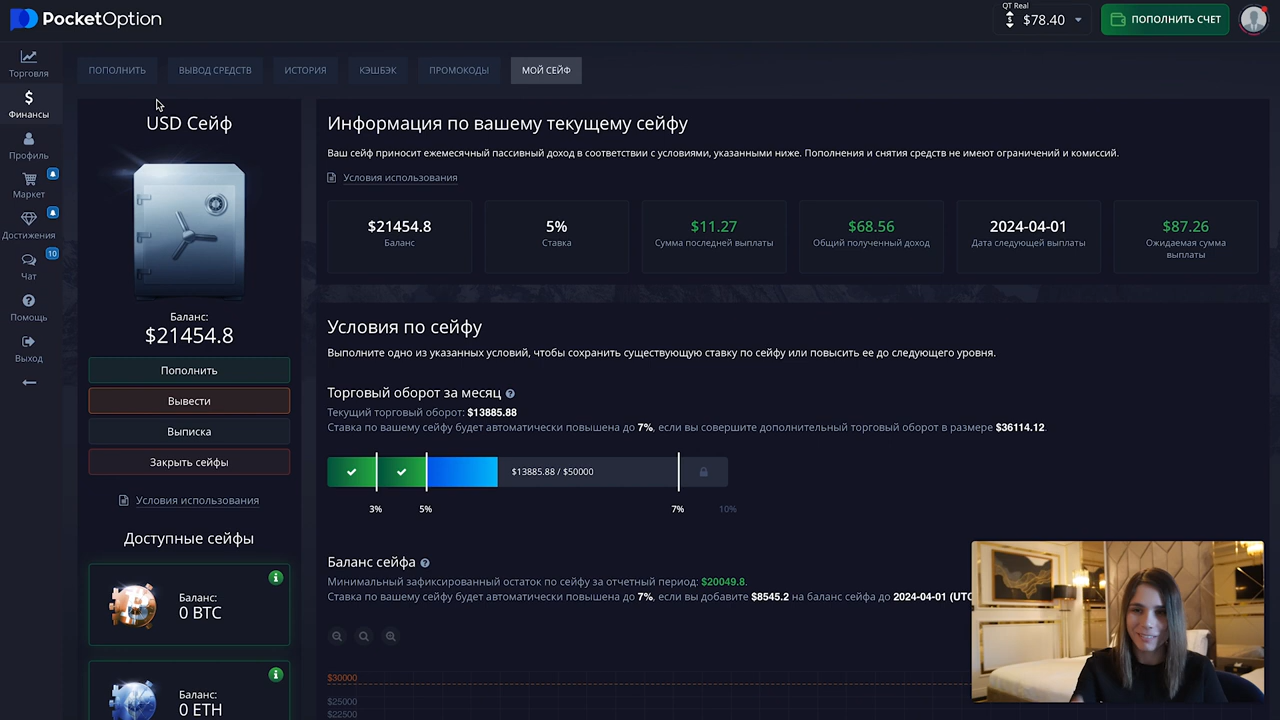 PocketOption
QT Real
$78.40
ПОПОЛНИТЬ СЧЕТ
Торговля
Финансы
Профиль
Маркет
Достижения
10
Чат
Помощь
Выход
ПОПОЛНИТЬ
ВЫВОД СРЕДСТВ
ИСТОРИЯ
КЭШБЭК
ПРОМОКОДЫ
МОЙ СЕЙФ
USD Сейф
Баланс:
$21454.8
Пополнить
Вывести
Выписка
Закрыть сейфы
Условия использования
Доступные сейфы
Баланс:
0 BTC
Баланс:
0 ETH
Информация по вашему текущему сейфу
Ваш сейф приносит ежемесячный пассивный доход в соответствии с условиями, указанными ниже. Пополнения и снятия средств не имеют ограничений и комиссий.
Условия использования
$21454.8
Баланс
5%
Ставка
$11.27
Сумма последней выплаты
$68.56
Общий полученный доход
2024-04-01
Дата следующей выплаты
$87.26
Ожидаемая сумма
выплаты
Условия по сейфу
Выполните одно из указанных условий, чтобы сохранить существующую ставку по сейфу или повысить ее до следующего уровня.
Торговый оборот за месяц
Текущий торговый оборот: $13885.88
Ставка по вашему сейфу будет автоматически повышена до 7%, если вы совершите дополнительный торговый оборот в размере $36114.12.
$13885.88 / $50000
3% 5% 7% 10%
Баланс сейфа
Минимальный зафиксированный остаток по сейфу за отчетный период: $20049.8.
Ставка по вашему сейфу будет автоматически повышена до 7%, если вы добавите $8545.2 на баланс сейфа до 2024-04-01 (UTC
$30000
$25000
$22500